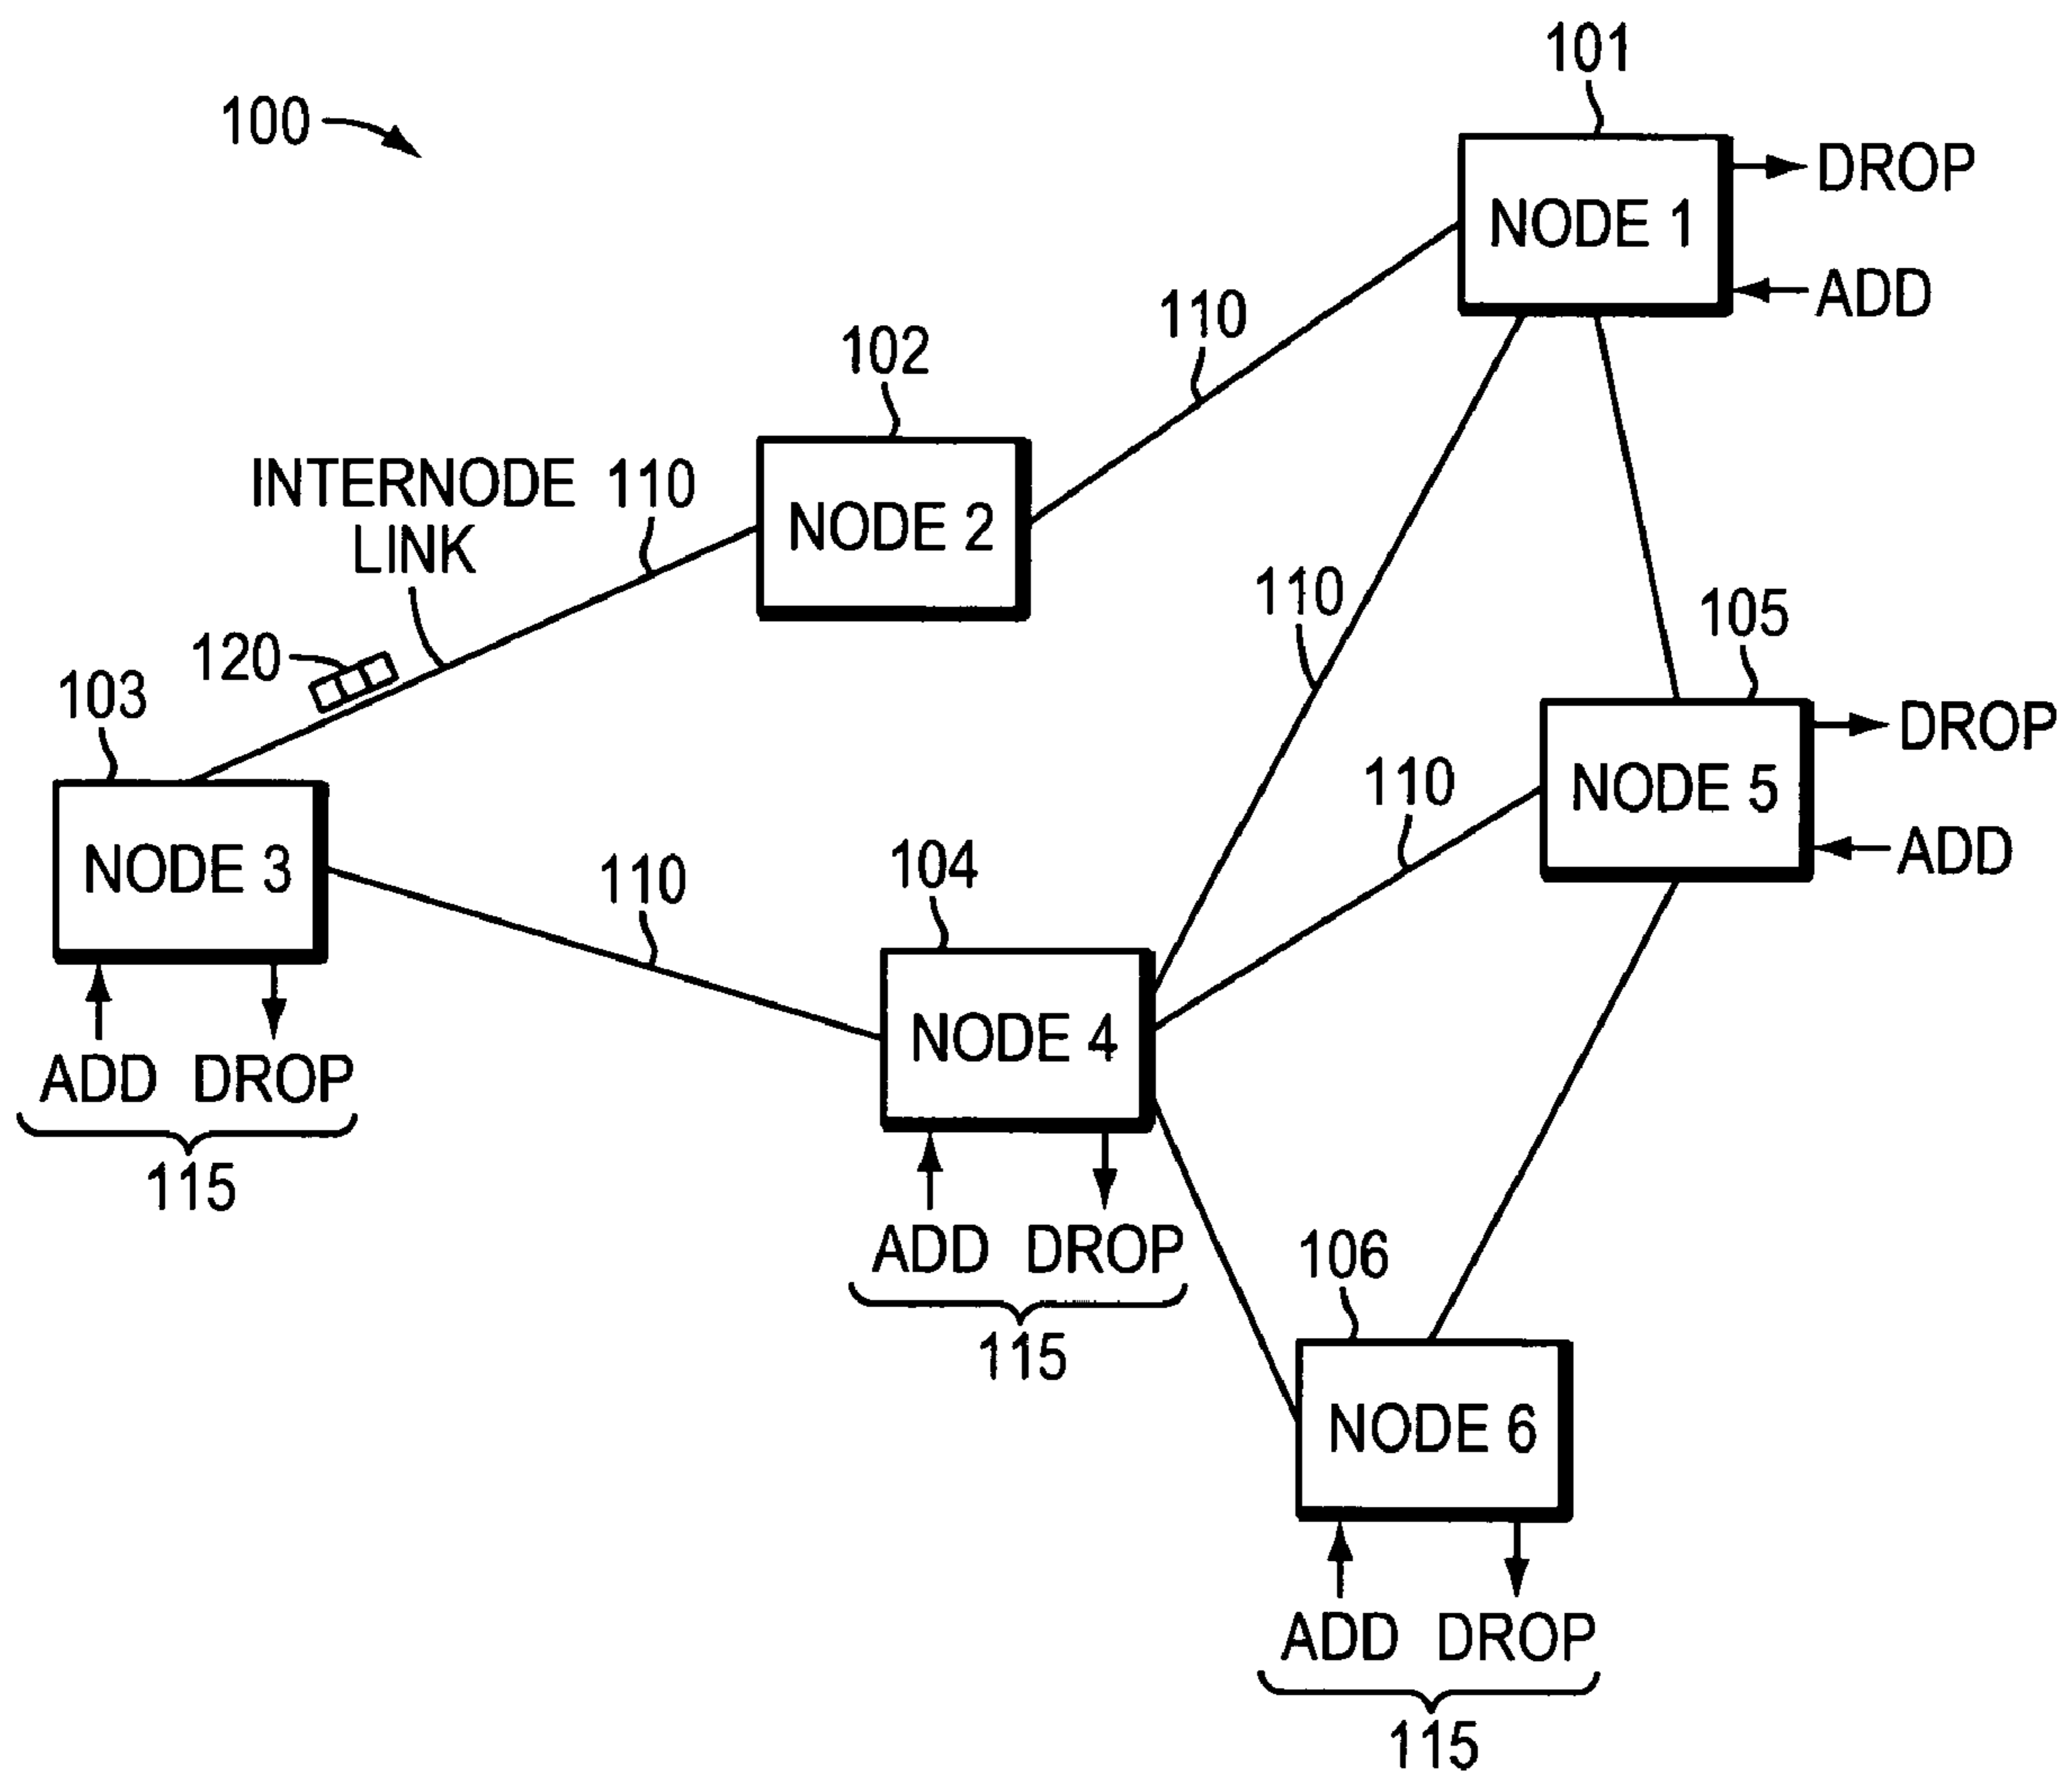 101
100
DROP
NODE 1
ADD
110
102
INTERNODE 110
LINK
NODE 2
110
105
120
103
DROP
NODE 5
110
ADD
NODE 3
110
104
NODE 4
ADD DROP
115
ADD DROP
115
106
NODE 6
ADD DROP
115